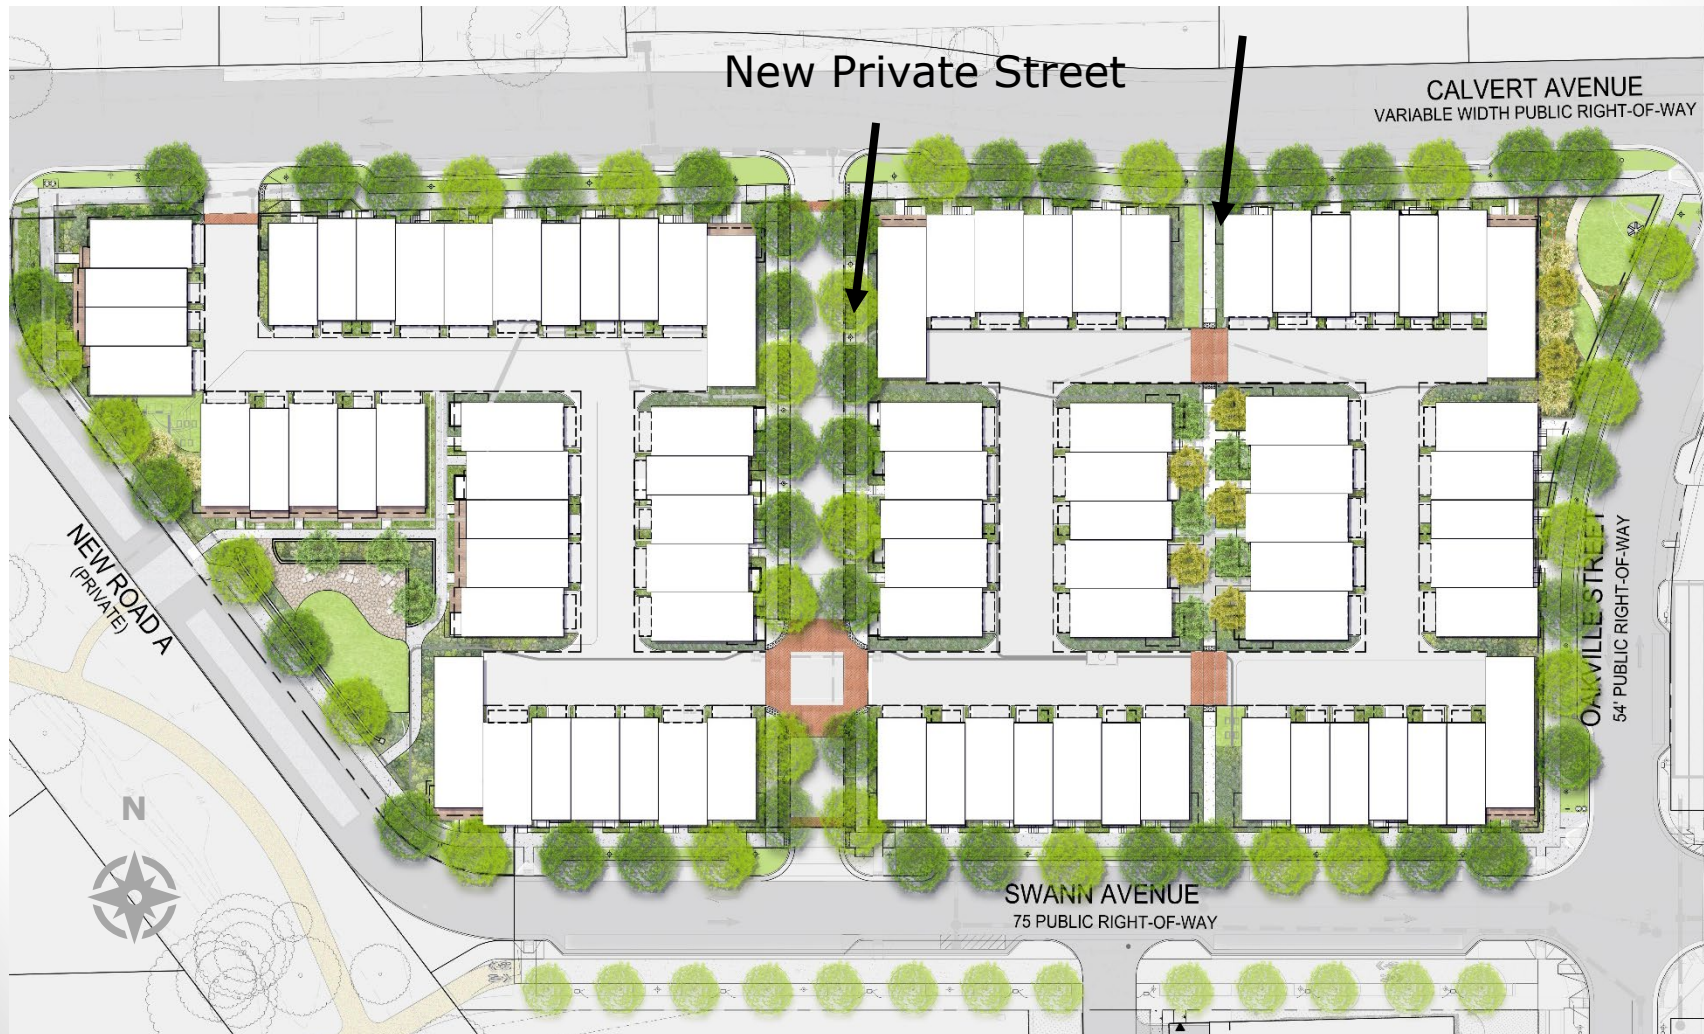 New Private Street
CALVERT AVENUE
VARIABLE WIDTH PUBLIC RIGHT-OF-WAY
NEW ROAD A
(PRIVATE)
OAKVILLE STREET
54' PUBLIC RIGHT-OF-WAY
N
SWANN AVENUE
75 PUBLIC RIGHT-OF-WAY